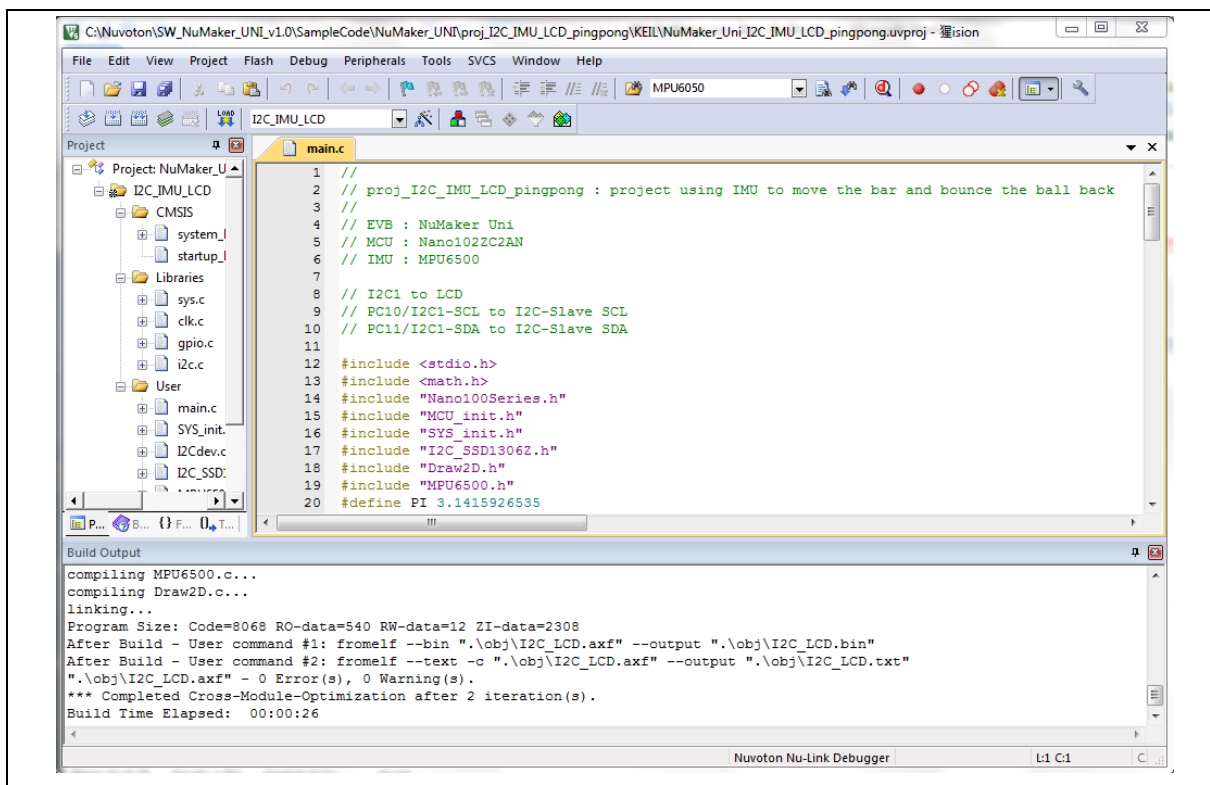 C:\Nuvoton\SW_NuMaker_UNI_v1.0\SampleCode\NuMaker_UNI\proj_I2C_IMU_LCD_pingpong\KEIL\NuMaker_Uni_I2C_IMU_LCD_pingpong.uvproj - 猩ision
File Edit View Project Flash Debug Peripherals Tools SVCS Window Help
MPU6050
LOAD I2C_IMU_LCD
Project
main.c
Project: NuMaker_U
I2C_IMU_LCD
CMSIS
system_
startup_
Libraries
sys.c
clk.c
gpio.c
i2c.c
User
main.c
SYS_init.
I2Cdev.c
I2C_SSD:
P... B... {} F... 0 T...
1 //
2 // proj_I2C_IMU_LCD_pingpong : project using IMU to move the bar and bounce the ball back
3 //
4 // EVB : NuMaker Uni
5 // MCU : Nano102ZC2AN
6 // IMU : MPU6500
7
8 // I2C1 to LCD
9 // PC10/I2C1-SCL to I2C-Slave SCL
10 // PC11/I2C1-SDA to I2C-Slave SDA
11
12 #include <stdio.h>
13 #include <math.h>
14 #include "Nano100Series.h"
15 #include "MCU_init.h"
16 #include "SYS_init.h"
17 #include "I2C_SSD1306Z.h"
18 #include "Draw2D.h"
19 #include "MPU6500.h"
20 #define PI 3.1415926535
Build Output
compiling MPU6500.c...
compiling Draw2D.c...
linking...
Program Size: Code=8068 RO-data=540 RW-data=12 ZI-data=2308
After Build - User command #1: fromelf --bin ".\obj\I2C_LCD.axf" --output ".\obj\I2C_LCD.bin"
After Build - User command #2: fromelf --text -c ".\obj\I2C_LCD.axf" --output ".\obj\I2C_LCD.txt"
".\obj\I2C_LCD.axf" - 0 Error(s), 0 Warning(s).
*** Completed Cross-Module-Optimization after 2 iteration(s).
Build Time Elapsed:  00:00:26
Nuvoton Nu-Link Debugger L:1 C:1 C